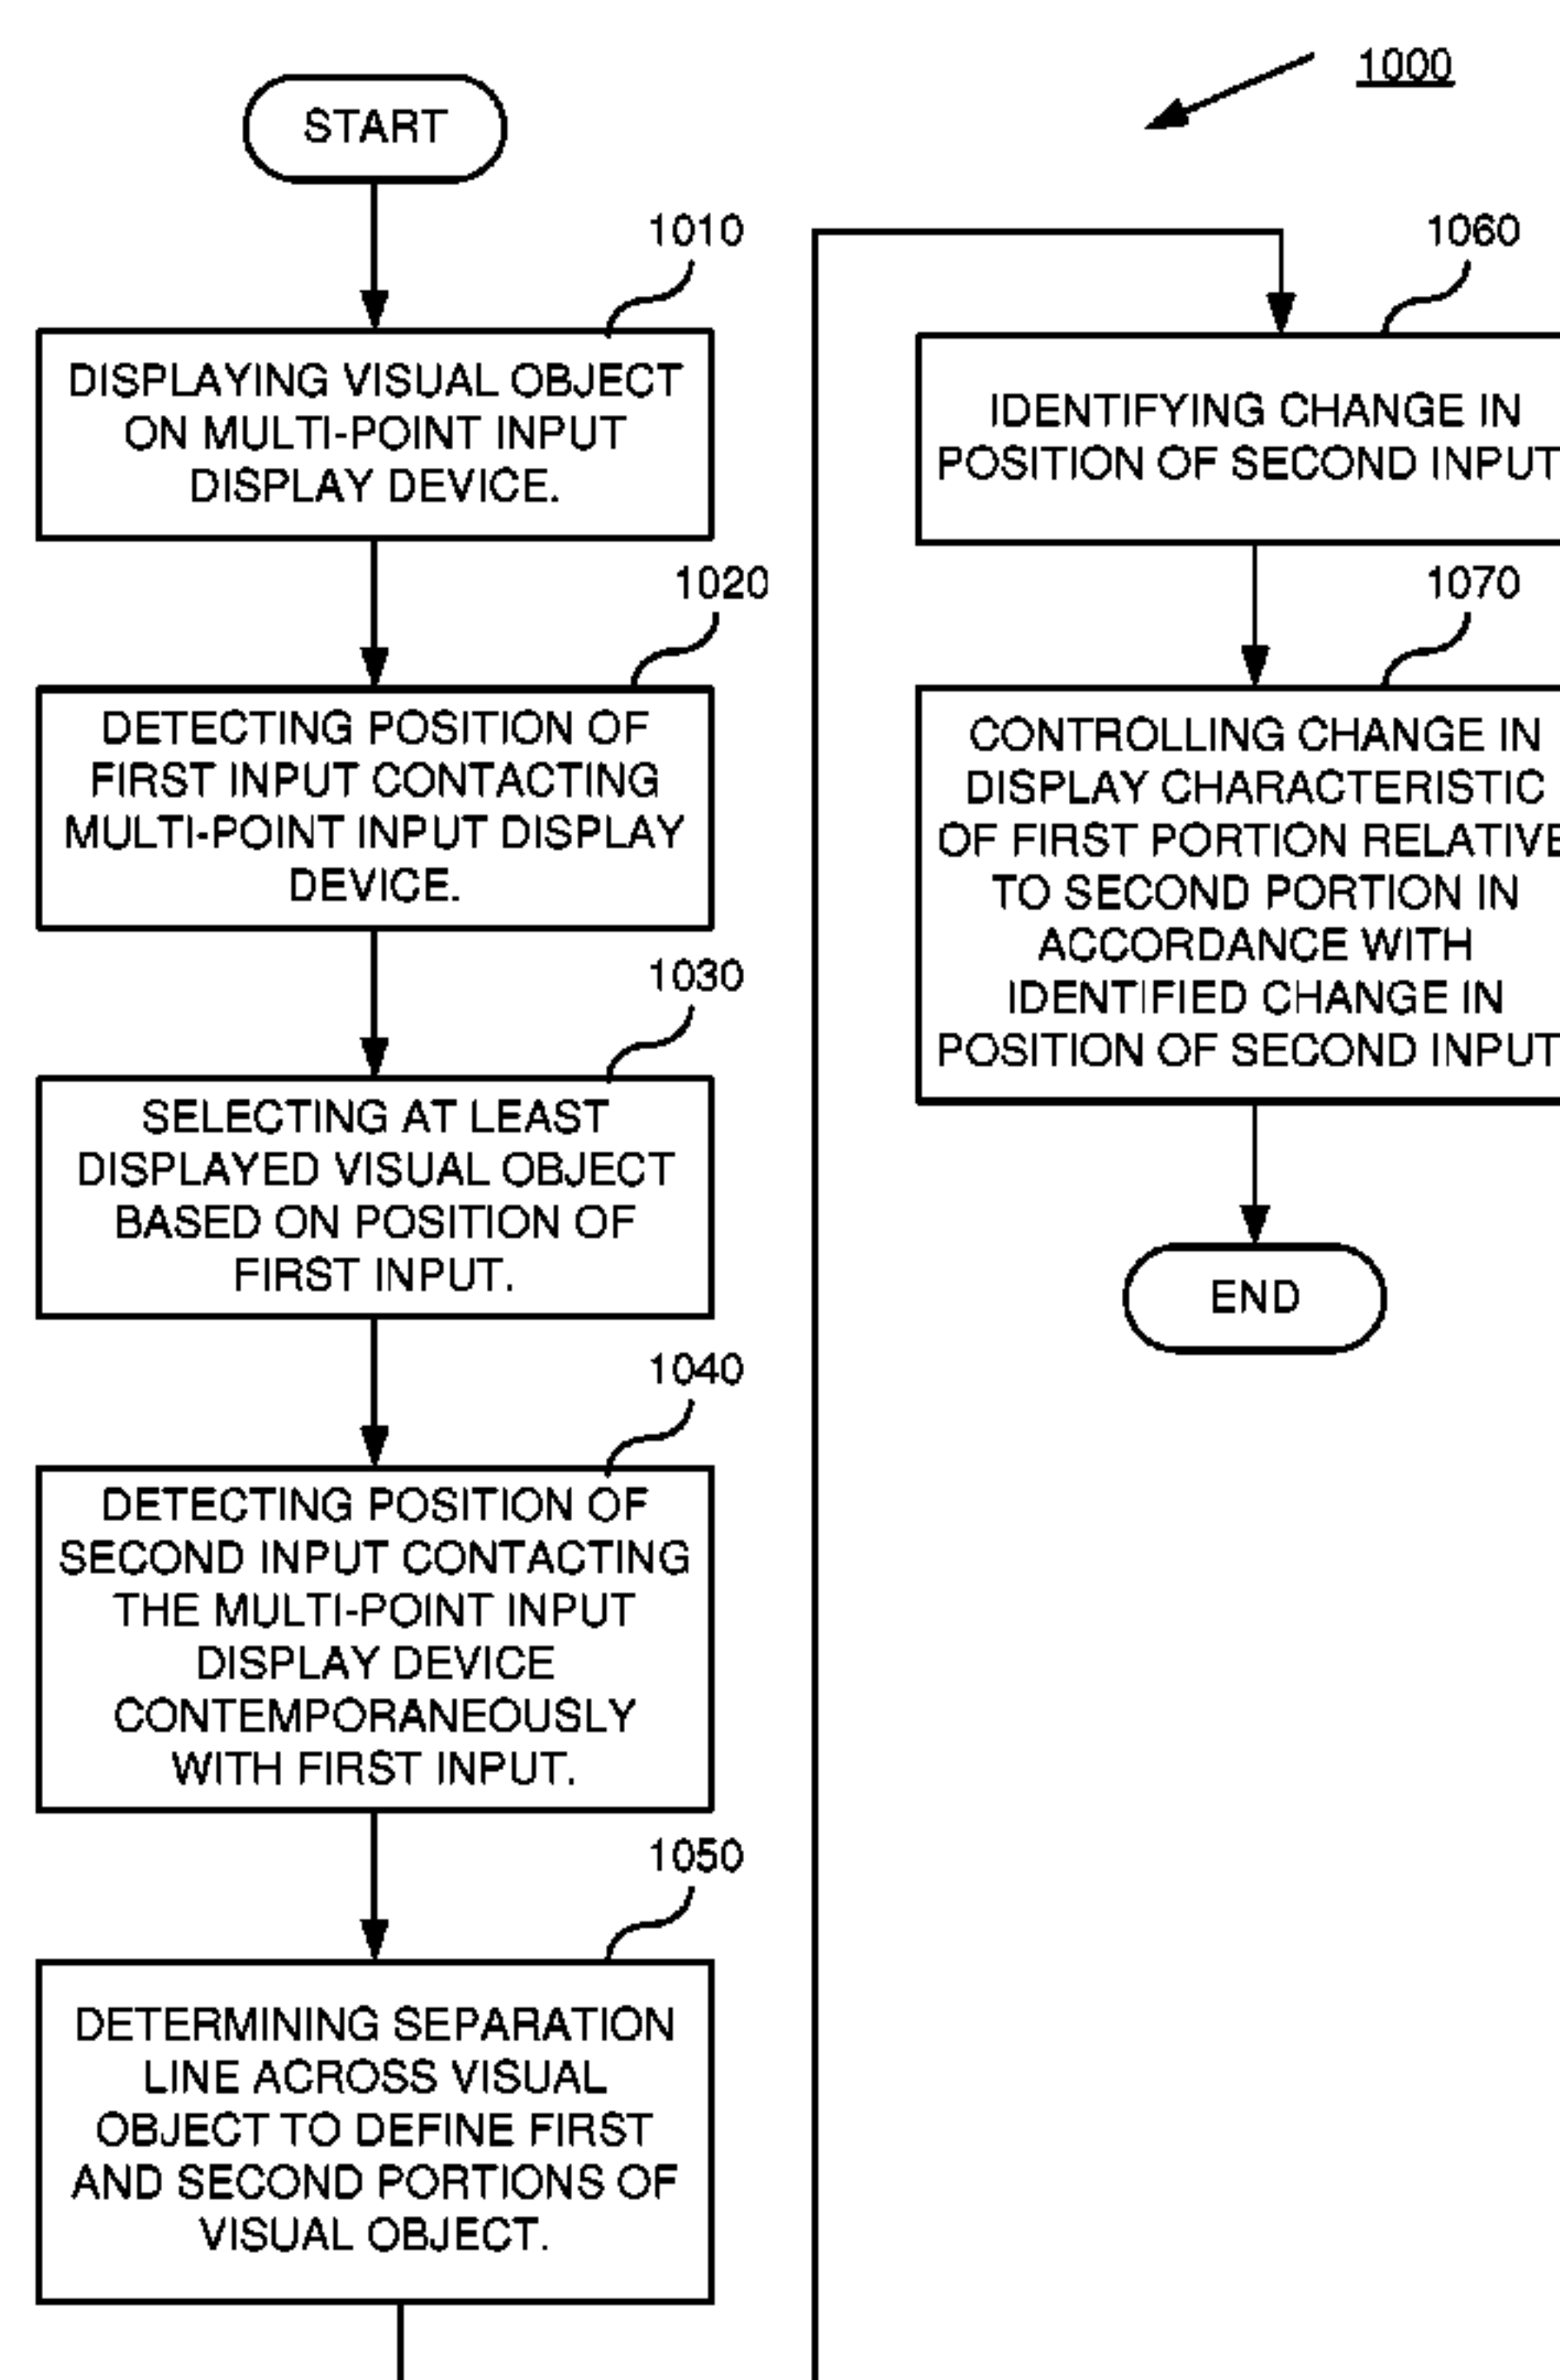 1000
START
1010
DISPLAYING VISUAL OBJECT
ON MULTI-POINT INPUT
DISPLAY DEVICE.
1020
DETECTING POSITION OF
FIRST INPUT CONTACTING
MULTI-POINT INPUT DISPLAY
DEVICE.
1030
SELECTING AT LEAST
DISPLAYED VISUAL OBJECT
BASED ON POSITION OF
FIRST INPUT.
1040
DETECTING POSITION OF
SECOND INPUT CONTACTING
THE MULTI-POINT INPUT
DISPLAY DEVICE
CONTEMPORANEOUSLY
WITH FIRST INPUT.
1050
DETERMINING SEPARATION
LINE ACROSS VISUAL
OBJECT TO DEFINE FIRST
AND SECOND PORTIONS OF
VISUAL OBJECT.
1060
IDENTIFYING CHANGE IN
POSITION OF SECOND INPUT
1070
CONTROLLING CHANGE IN
DISPLAY CHARACTERISTIC
OF FIRST PORTION RELATIVE
TO SECOND PORTION IN
ACCORDANCE WITH
IDENTIFIED CHANGE IN
POSITION OF SECOND INPUT
END